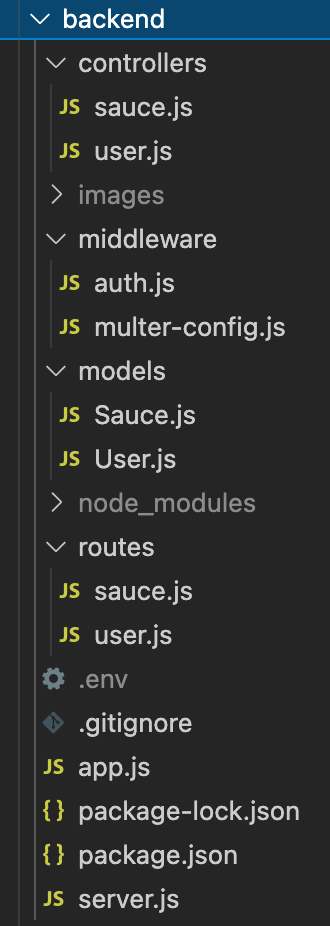 backend
controllers
JS sauce.js
JS user.js
images
middleware
JS auth.js
JS multer-config.js
models
JS Sauce.js
JS User.js
node_modules
routes
JS sauce.js
JS user.js
.env
.gitignore
JS app.js
{} package-lock.json
{} package.json
JS server.js